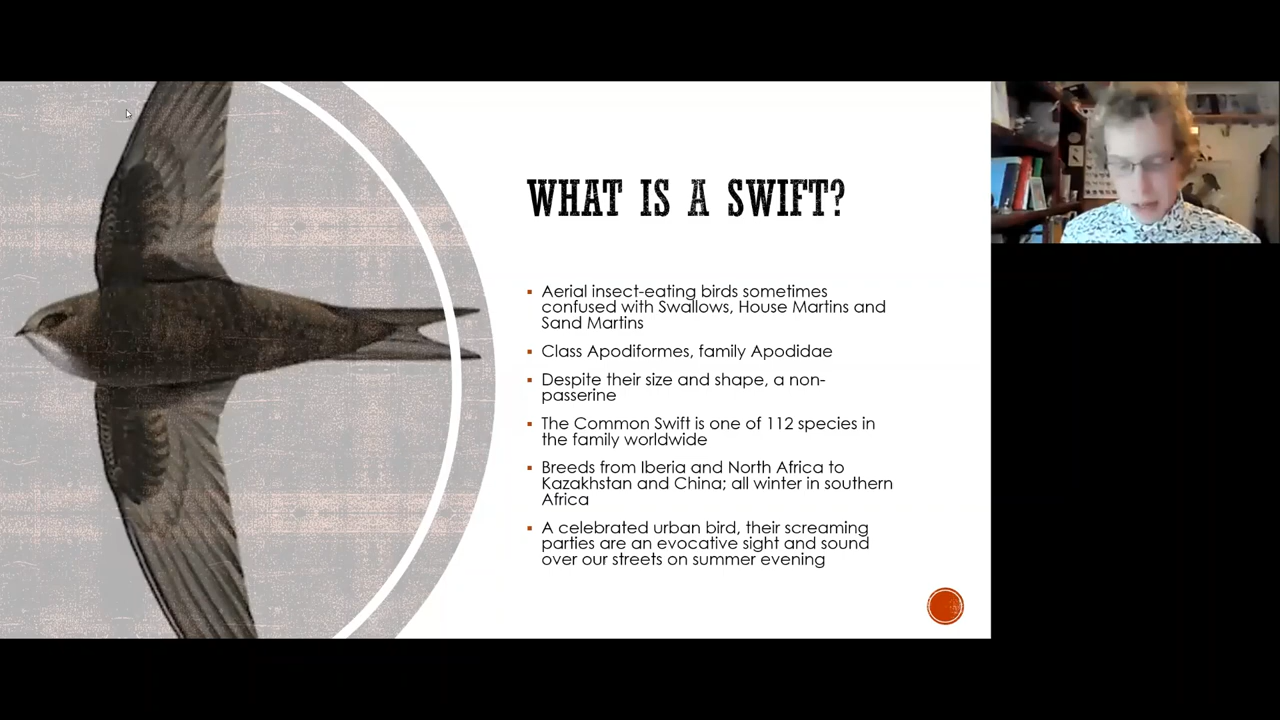 WHAT IS A SWIFT?
▪ Aerial insect-eating birds sometimes
confused with Swallows, House Martins and
Sand Martins
▪ Class Apodiformes, family Apodidae
▪ Despite their size and shape, a non-
passerine
▪ The Common Swift is one of 112 species in
the family worldwide
▪ Breeds from Iberia and North Africa to
Kazakhstan and China; all winter in southern
Africa
▪ A celebrated urban bird, their screaming
parties are an evocative sight and sound
over our streets on summer evening